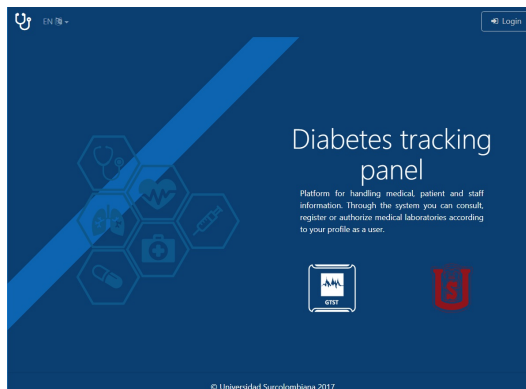 EN
Login
Diabetes tracking
panel
Platform for handling medical, patient and staff
information. Through the system you can consult,
register or authorize medical laboratories according
to your profile as a user.
GTST
S
© Universidad Surcolombiana 2017